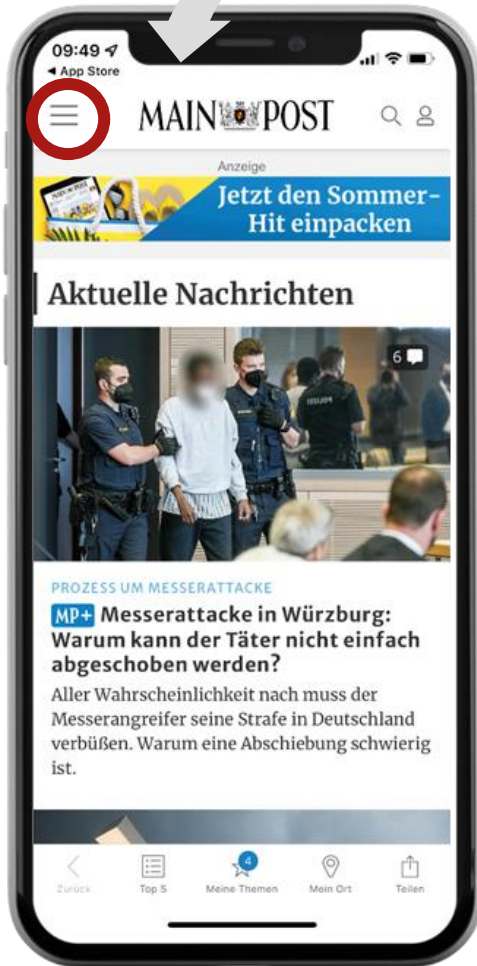 09:49
App Store
MAIN POST
Anzeige
Jetzt den Sommer-
Hit einpacken
Aktuelle Nachrichten
6
POLIZEI
PROZESS UM MESSERATTACKE
MP+ Messerattacke in Würzburg:
Warum kann der Täter nicht einfach
abgeschoben werden?
Aller Wahrscheinlichkeit nach muss der
Messerangreifer seine Strafe in Deutschland
verbüßen. Warum eine Abschiebung schwierig
ist.
4
Zurück Top 5 Meine Themen Mein Ort Teilen